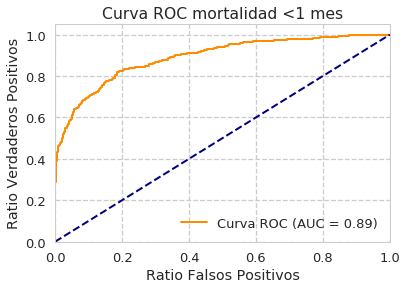 Curva ROC mortalidad <1 mes
Ratio Verdaderos Positivos
1.0
0.8
0.6
0.4
0.2
0.0
Curva ROC (AUC = 0.89)
0.0 0.2 0.4 0.6 0.8 1.0
Ratio Falsos Positivos